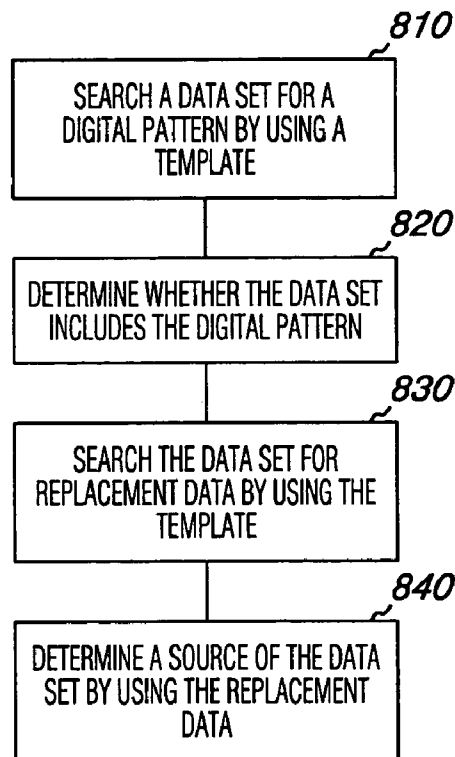 810
SEARCH A DATA SET FOR A
DIGITAL PATTERN BY USING A
TEMPLATE
820
DETERMINE WHETHER THE DATA SET
INCLUDES THE DIGITAL PATTERN
830
SEARCH THE DATA SET FOR
REPLACEMENT DATA BY USING THE
TEMPLATE
840
DETERMINE A SOURCE OF THE DATA
SET BY USING THE REPLACEMENT
DATA